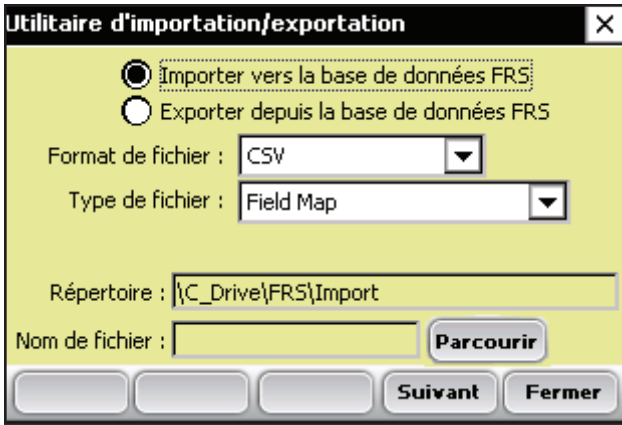 Utilitaire d'importation/exportation
Importer vers la base de données FRS
Exporter depuis la base de données FRS
Format de fichier : CSV
Type de fichier : Field Map
Répertoire : \C_Drive\FRS\Import
Nom de fichier : Parcourir
Suivant Fermer